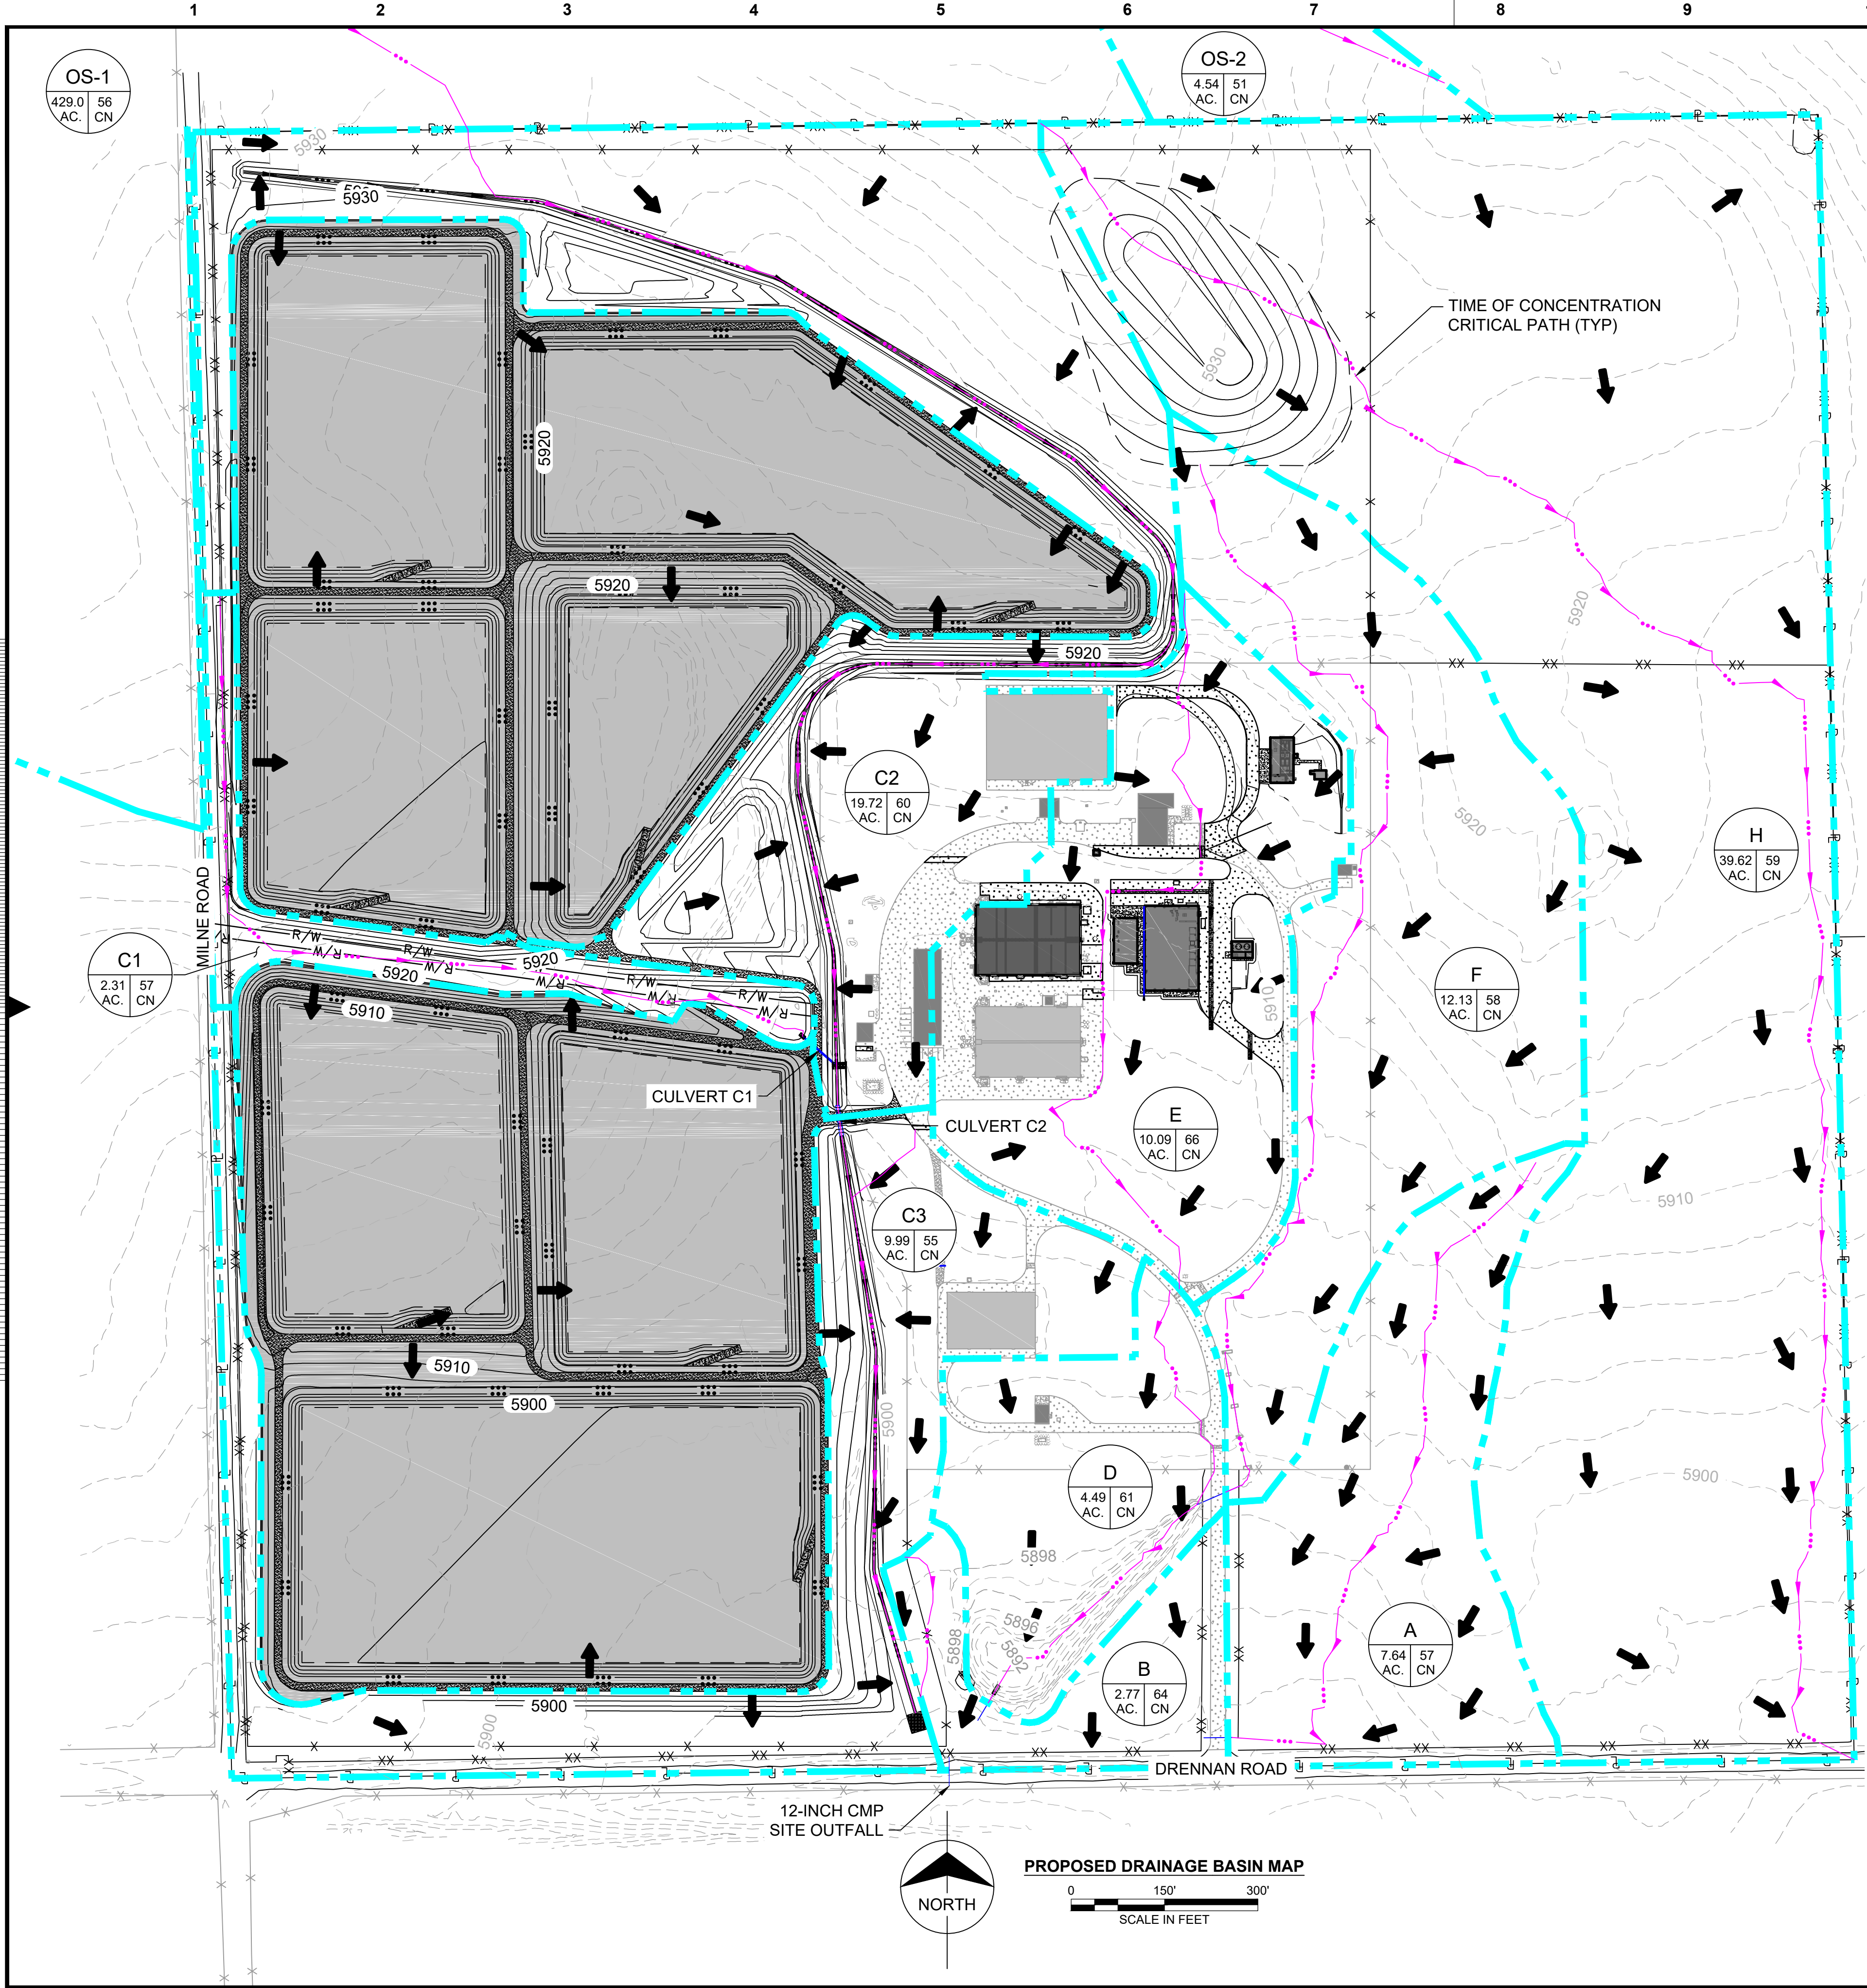 1 2 3 4 5 6 7 8 9
OS-1
429.0 56
AC. CN
OS-2
4.54 51
AC. CN
5930
5930
TIME OF CONCENTRATION
CRITICAL PATH (TYP)
5930
5920
5920
5920
5920
5920
C2
19.72 60
AC. CN
H
39.62 59
AC. CN
MILNE ROAD
C1
2.31 57
AC. CN
R/W R/W R/W R/W
R/W R/W R/W R/W R/W
5920
5920
5910
5910
F
12.13 58
AC. CN
CULVERT C1
CULVERT C2
E
10.09 66
AC. CN
C3
9.99 55
AC. CN
5910
5910
5900
5900
5900
D
4.49 61
AC. CN
5898
5896
5898
5892
A
7.64 57
AC. CN
B
2.77 64
AC. CN
5900
5900
DRENNAN ROAD
12-INCH CMP
SITE OUTFALL
NORTH
PROPOSED DRAINAGE BASIN MAP
0 150' 300'
SCALE IN FEET